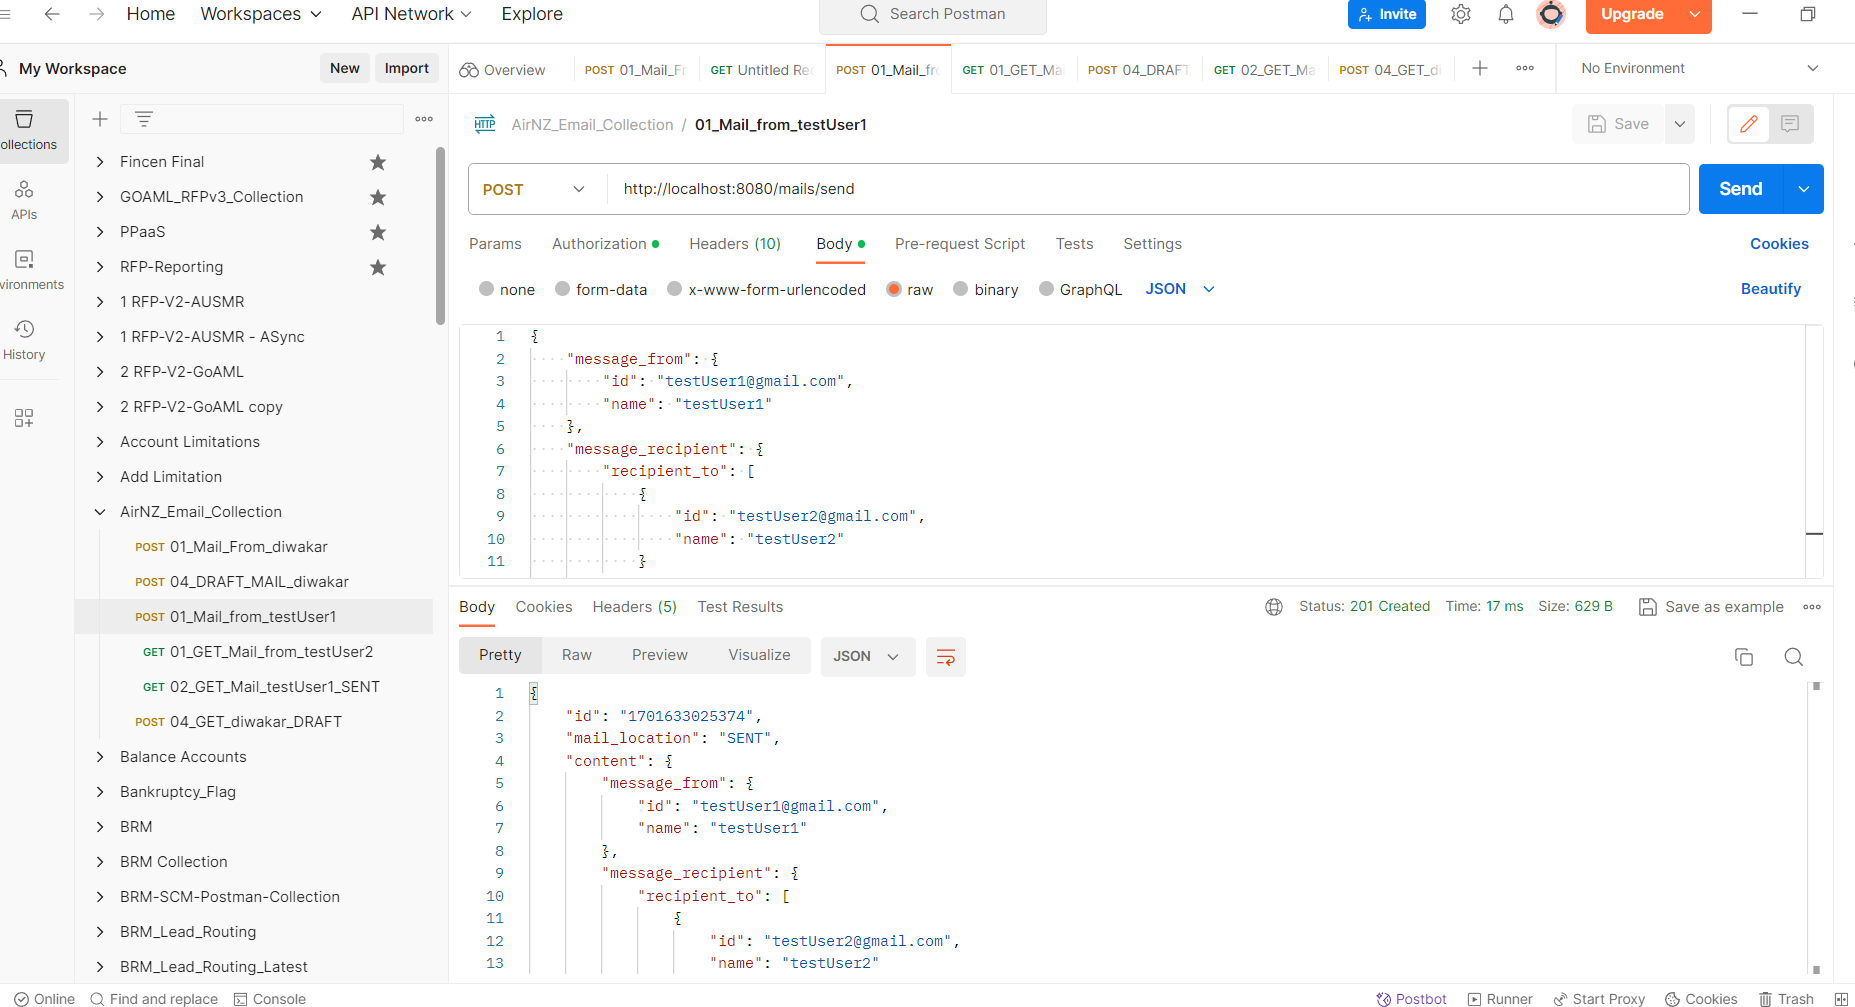 Home Workspaces API Network Explore Search Postman Invite Upgrade
My Workspace New Import
Overview POST 01_Mail_Fr GET Untitled Rec POST 01_Mail_fr GET 01_GET_Ma POST 04_DRAFT GET 02_GET_Ma POST 04_GET_di No Environment
ollections
APIs
vironments
History
Fincen Final
GOAML_RFPv3_Collection
PPaaS
RFP-Reporting
1 RFP-V2-AUSMR
1 RFP-V2-AUSMR - ASync
2 RFP-V2-GoAML
2 RFP-V2-GoAML copy
Account Limitations
Add Limitation
AirNZ_Email_Collection
POST 01_Mail_From_diwakar
POST 04_DRAFT_MAIL_diwakar
POST 01_Mail_from_testUser1
GET 01_GET_Mail_from_testUser2
GET 02_GET_Mail_testUser1_SENT
POST 04_GET_diwakar_DRAFT
Balance Accounts
Bankruptcy_Flag
BRM
BRM Collection
BRM-SCM-Postman-Collection
BRM_Lead_Routing
BRM_Lead_Routing_Latest
HTTP AirNZ_Email_Collection / 01_Mail_from_testUser1 Save
POST http://localhost:8080/mails/send Send
Params Authorization Headers (10) Body Pre-request Script Tests Settings Cookies
none form-data x-www-form-urlencoded raw binary GraphQL JSON Beautify
1 {
2 "message_from": {
3 "id": "testUser1@gmail.com",
4 "name": "testUser1"
5 },
6 "message_recipient": {
7 "recipient_to": [
8 {
9 "id": "testUser2@gmail.com",
10 "name": "testUser2"
11 }
Body Cookies Headers (5) Test Results Status: 201 Created Time: 17 ms Size: 629 B Save as example
Pretty Raw Preview Visualize JSON
1 {
2 "id": "1701633025374",
3 "mail_location": "SENT",
4 "content": {
5 "message_from": {
6 "id": "testUser1@gmail.com",
7 "name": "testUser1"
8 },
9 "message_recipient": {
10 "recipient_to": [
11 {
12 "id": "testUser2@gmail.com",
13 "name": "testUser2"
Online Find and replace Console Postbot Runner Start Proxy Cookies Trash